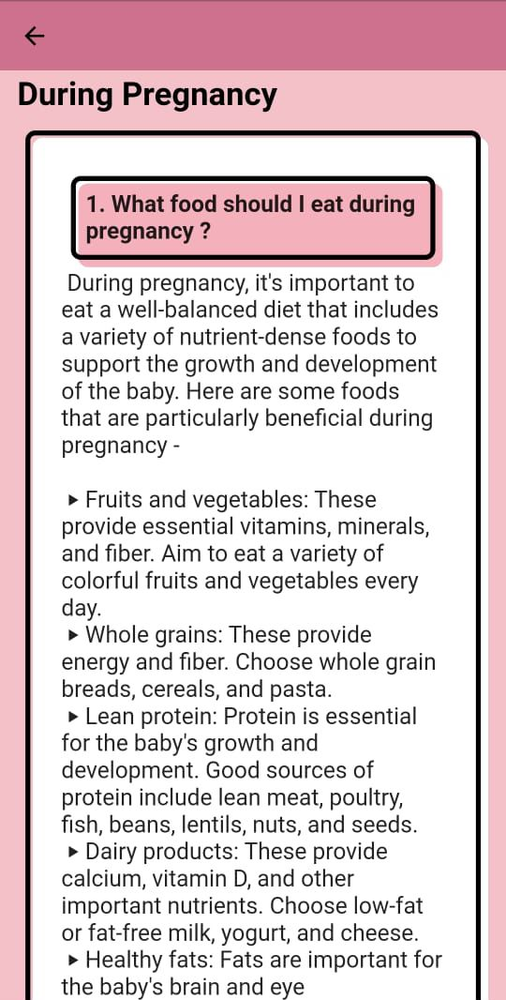 During Pregnancy
1. What food should I eat during
pregnancy ?
During pregnancy, it's important to
eat a well-balanced diet that includes
a variety of nutrient-dense foods to
support the growth and development
of the baby. Here are some foods
that are particularly beneficial during
pregnancy -
‣ Fruits and vegetables: These
provide essential vitamins, minerals,
and fiber. Aim to eat a variety of
colorful fruits and vegetables every
day.
‣ Whole grains: These provide
energy and fiber. Choose whole grain
breads, cereals, and pasta.
‣ Lean protein: Protein is essential
for the baby's growth and
development. Good sources of
protein include lean meat, poultry,
fish, beans, lentils, nuts, and seeds.
‣ Dairy products: These provide
calcium, vitamin D, and other
important nutrients. Choose low-fat
or fat-free milk, yogurt, and cheese.
‣ Healthy fats: Fats are important for
the baby's brain and eye